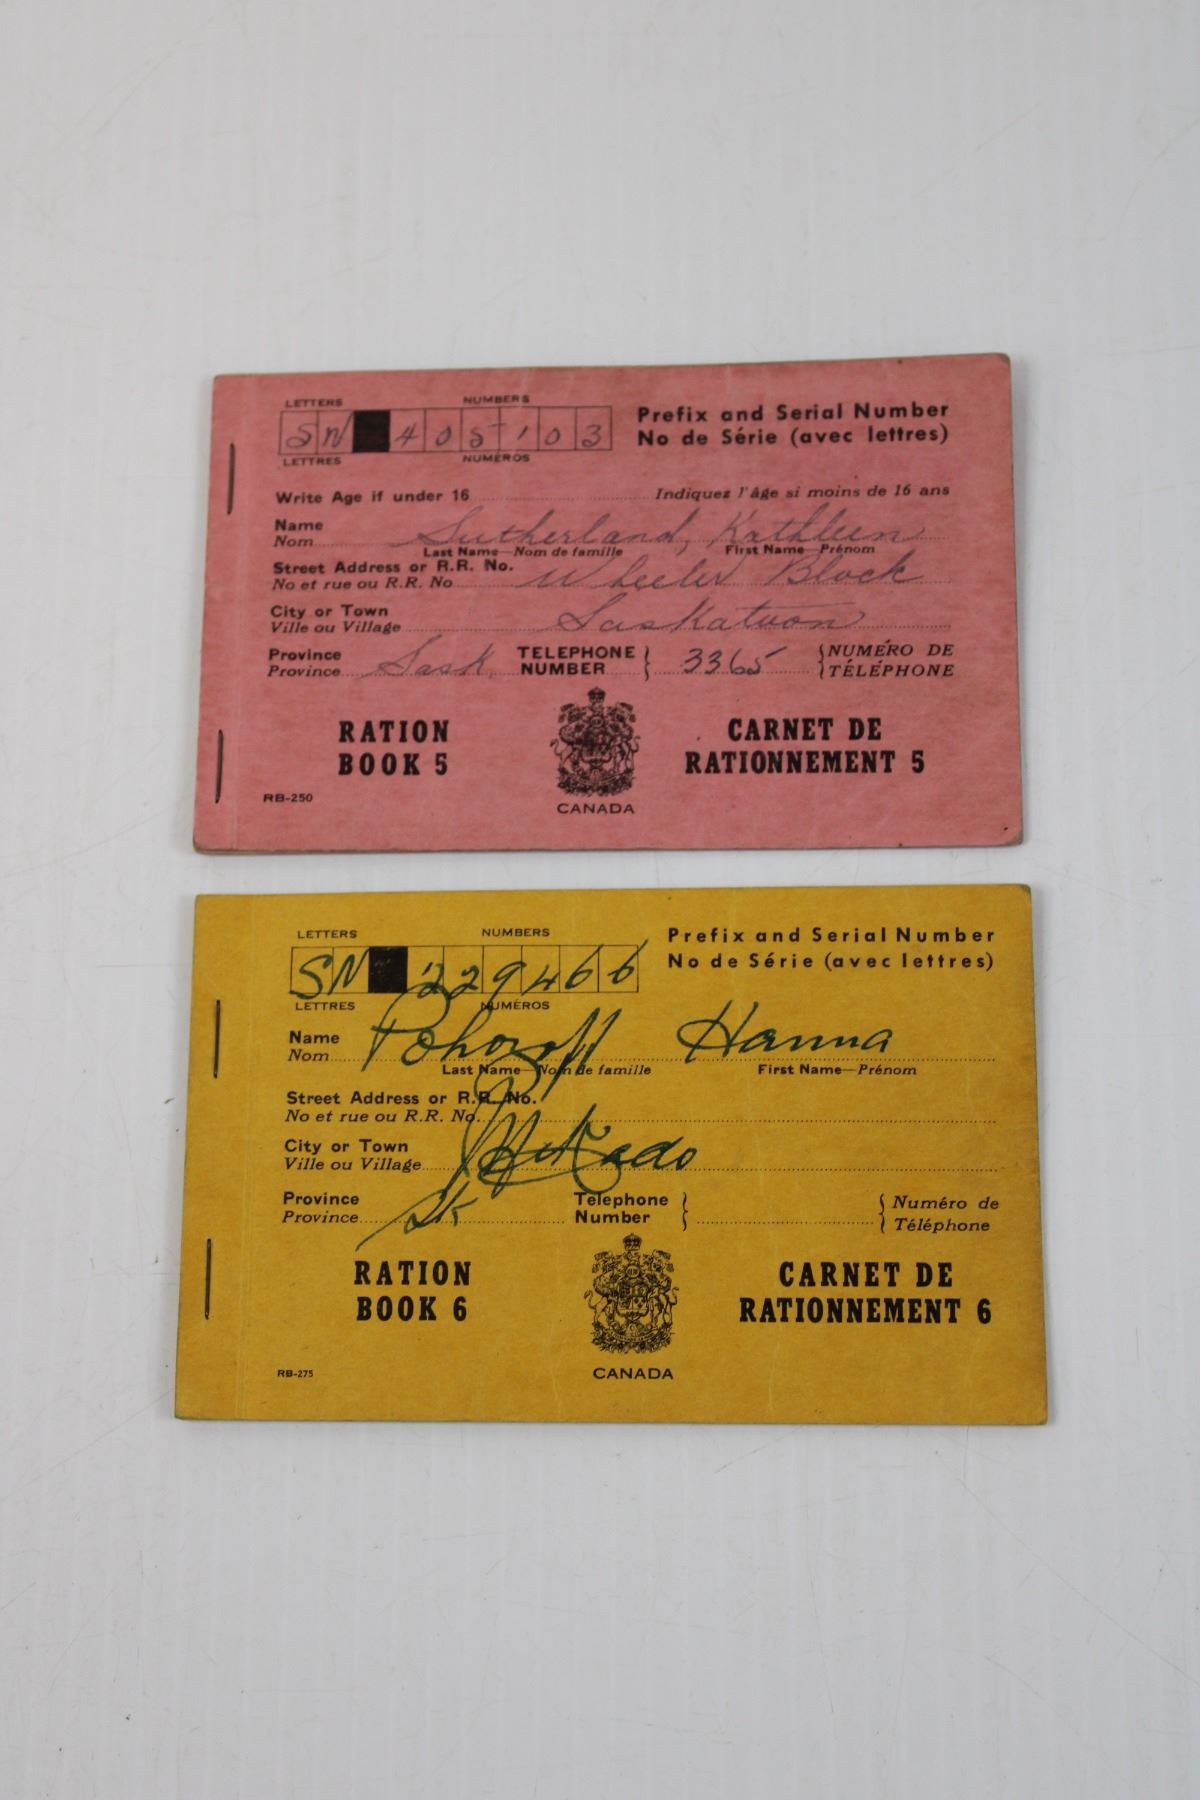 LETTERS NUMBERS
SN 405103
LETTRES NUMÉROS
Prefix and Serial Number
No de Série (avec lettres)
Write Age if under 16 Indiquez l'âge si moins de 16 ans
Name Sutherland, Kathleen
Nom
Last Name—Nom de famille First Name—Prénom
Street Address or R.R. No. Wheeler Block
No et rue ou R.R. No
City or Town Saskatoon
Ville ou Village
Province Sask. TELEPHONE 3365 NUMÉRO DE
Province NUMBER TÉLÉPHONE
RATION CARNET DE
BOOK 5 RATIONNEMENT 5
RB-250 CANADA
LETTERS NUMBERS
SN 229466
LETTRES NUMÉROS
Prefix and Serial Number
No de Série (avec lettres)
Name Hanna
Nom
Last Name—Nom de famille First Name—Prénom
Street Address or R.R. No.
No et rue ou R.R. No.
City or Town Mikado
Ville ou Village
Province Sk Telephone Numéro de
Province Number Téléphone
RATION CARNET DE
BOOK 6 RATIONNEMENT 6
RB-275 CANADA